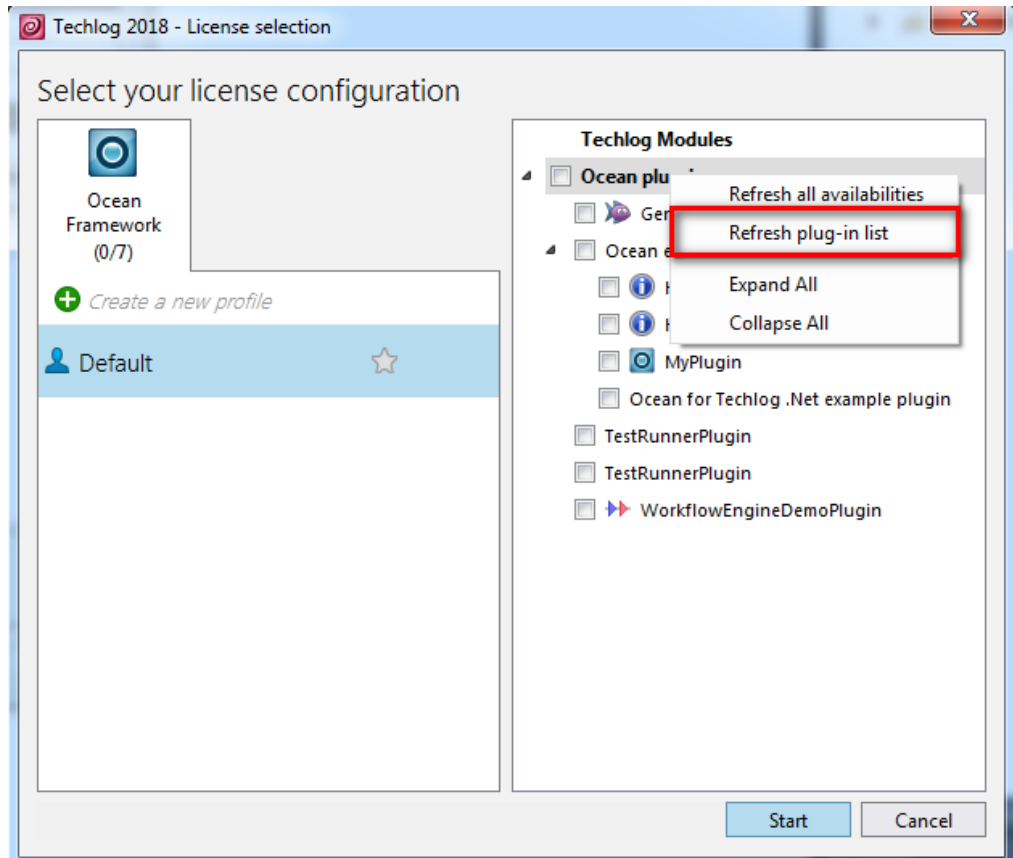 Techlog 2018 - License selection
Select your license configuration
Ocean
Framework
(0/7)
Create a new profile
Default
Techlog Modules
Ocean
Refresh all availabilities
Refresh plug-in list
Expand All
Collapse All
Ocean
MyPlugin
Ocean for Techlog .Net example plugin
TestRunnerPlugin
TestRunnerPlugin
WorkflowEngineDemoPlugin
Start
Cancel